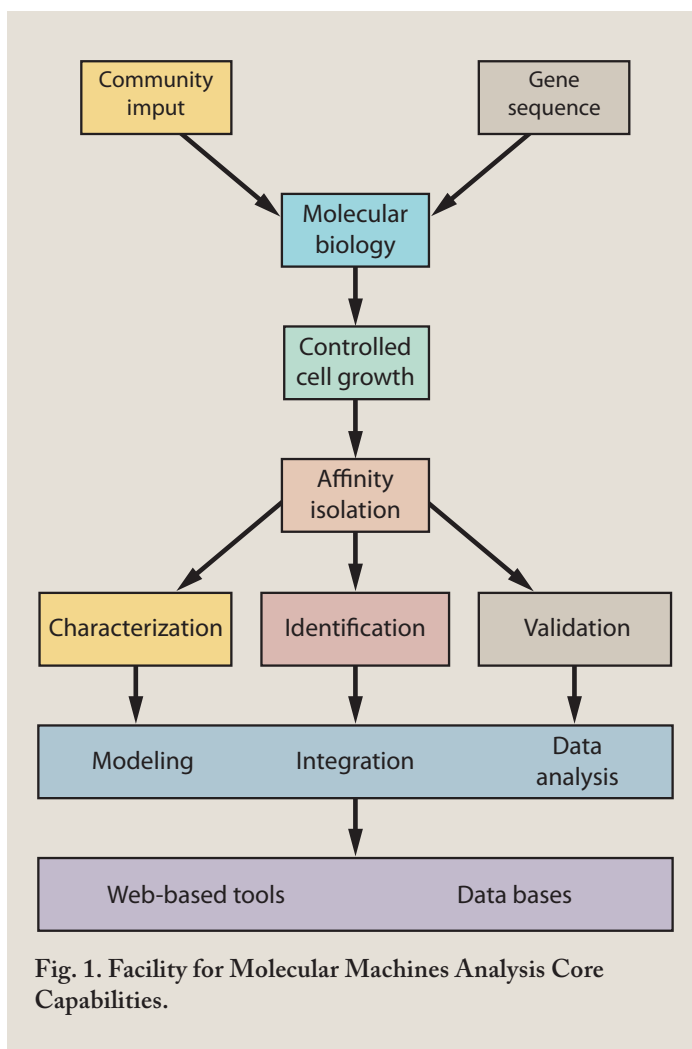 Community
imput
Gene
sequence
Molecular
biology
Controlled
cell growth
Affinity
isolation
Characterization
Identification
Validation
Modeling
Integration
Data
analysis
Web-based tools
Data bases
Fig. 1. Facility for Molecular Machines Analysis Core
Capabilities.